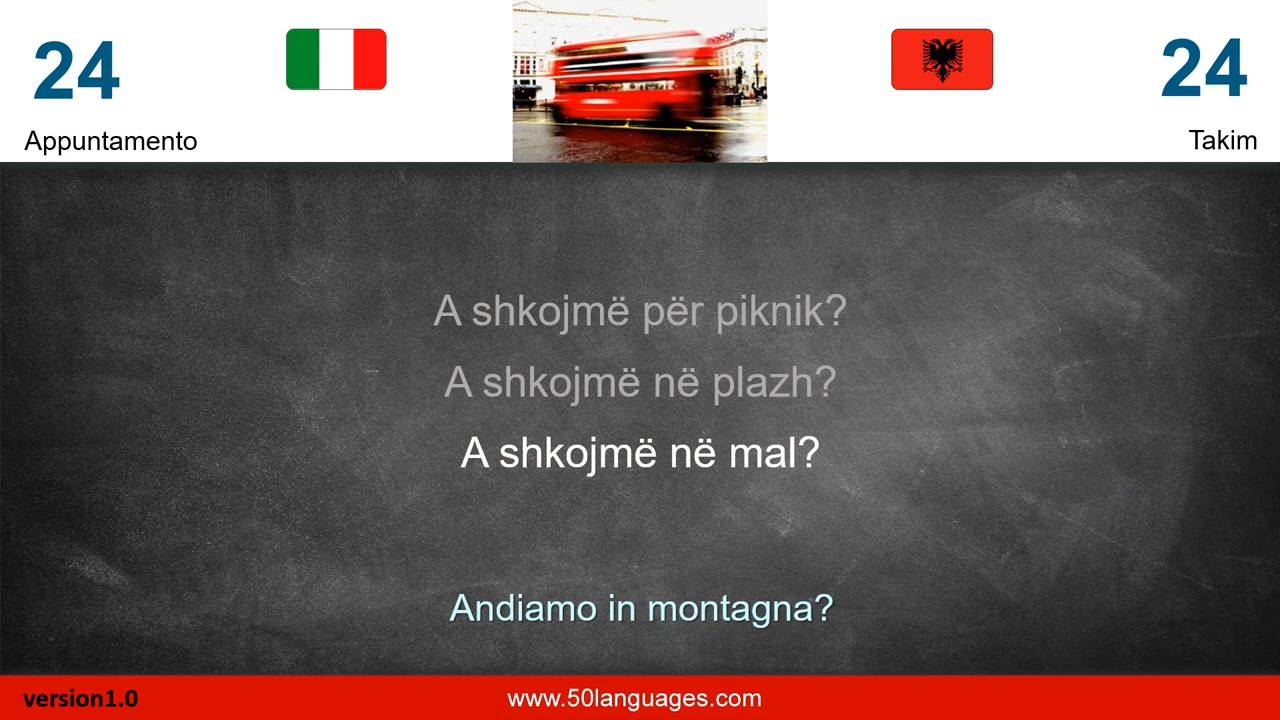 24
24
Appuntamento
Takim
A shkojmë për piknik?
A shkojmë në plazh?
A shkojmë në mal?
Andiamo in montagna?
version1.0
www.50languages.com